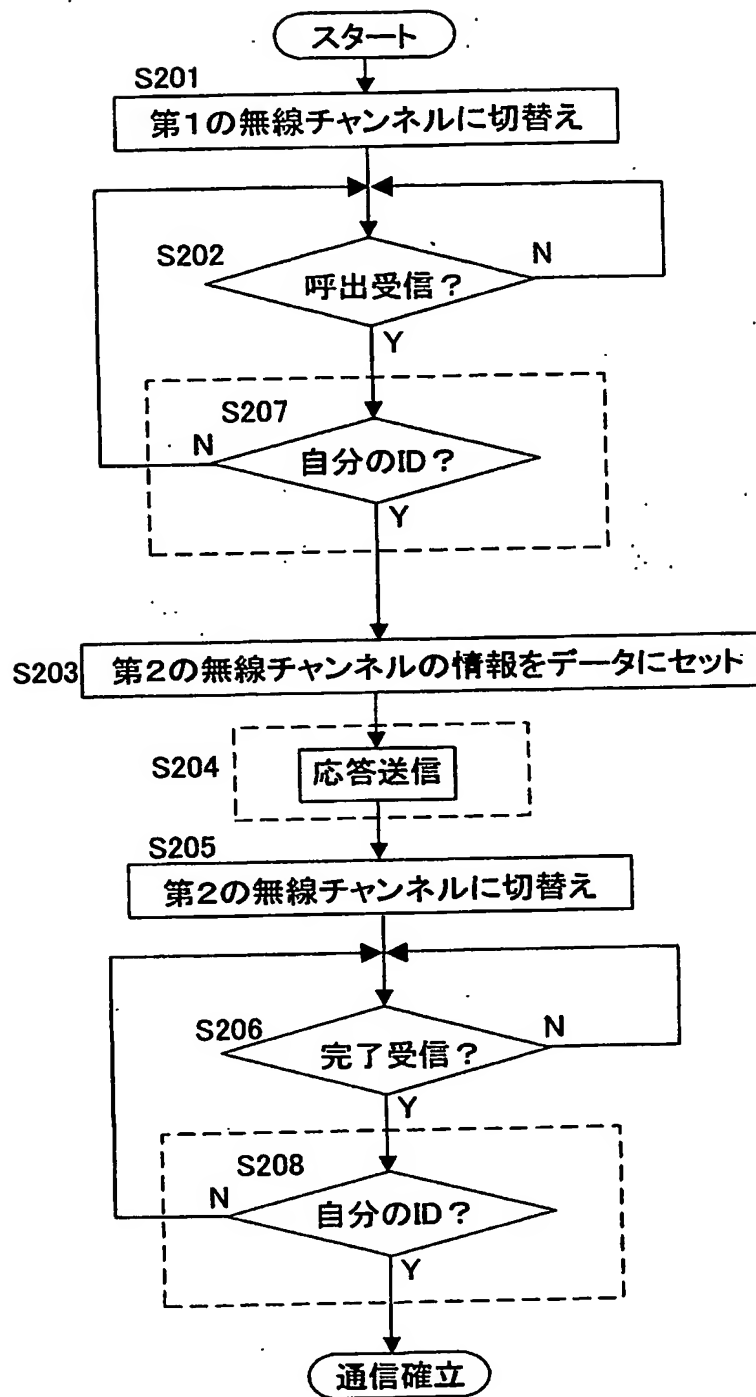 スタート
S201
第1の無線チャンネルに切替え
S202
呼出受信?
N
Y
S207
N
自分のID?
Y
S203
第2の無線チャンネルの情報をデータにセット
S204
応答送信
S205
第2の無線チャンネルに切替え
S206
完了受信?
N
Y
S208
N
自分のID?
Y
通信確立